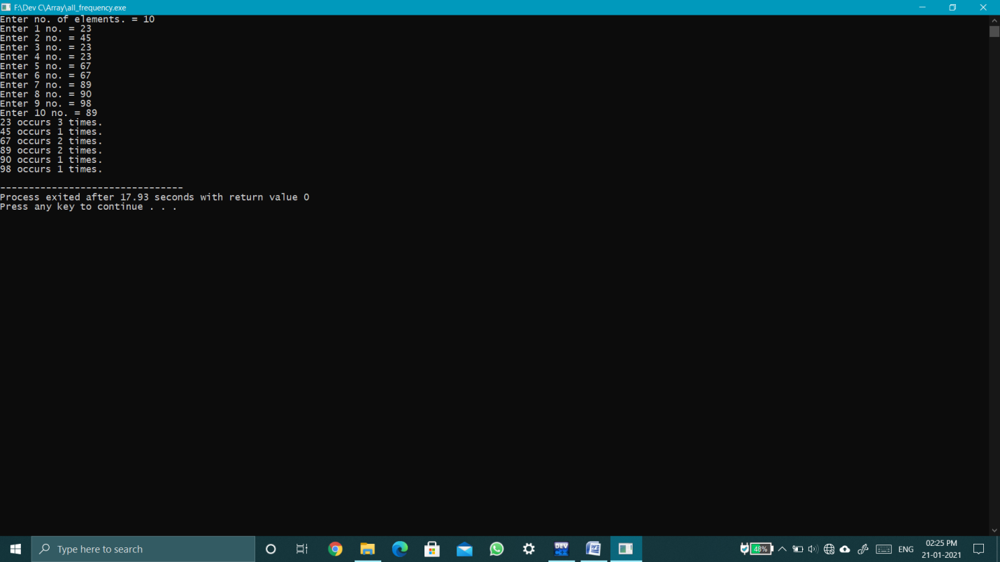 F:\Dev C\Array\all_frequency.exe
Enter no. of elements. = 10
Enter 1 no. = 23
Enter 2 no. = 45
Enter 3 no. = 23
Enter 4 no. = 23
Enter 5 no. = 67
Enter 6 no. = 67
Enter 7 no. = 89
Enter 8 no. = 90
Enter 9 no. = 98
Enter 10 no. = 89
23 occurs 3 times.
45 occurs 1 times.
67 occurs 2 times.
89 occurs 2 times.
90 occurs 1 times.
98 occurs 1 times.
--------------------------------
Process exited after 17.93 seconds with return value 0
Press any key to continue . . .
Type here to search
DEV
48%
ENG
02:25 PM
21-01-2021